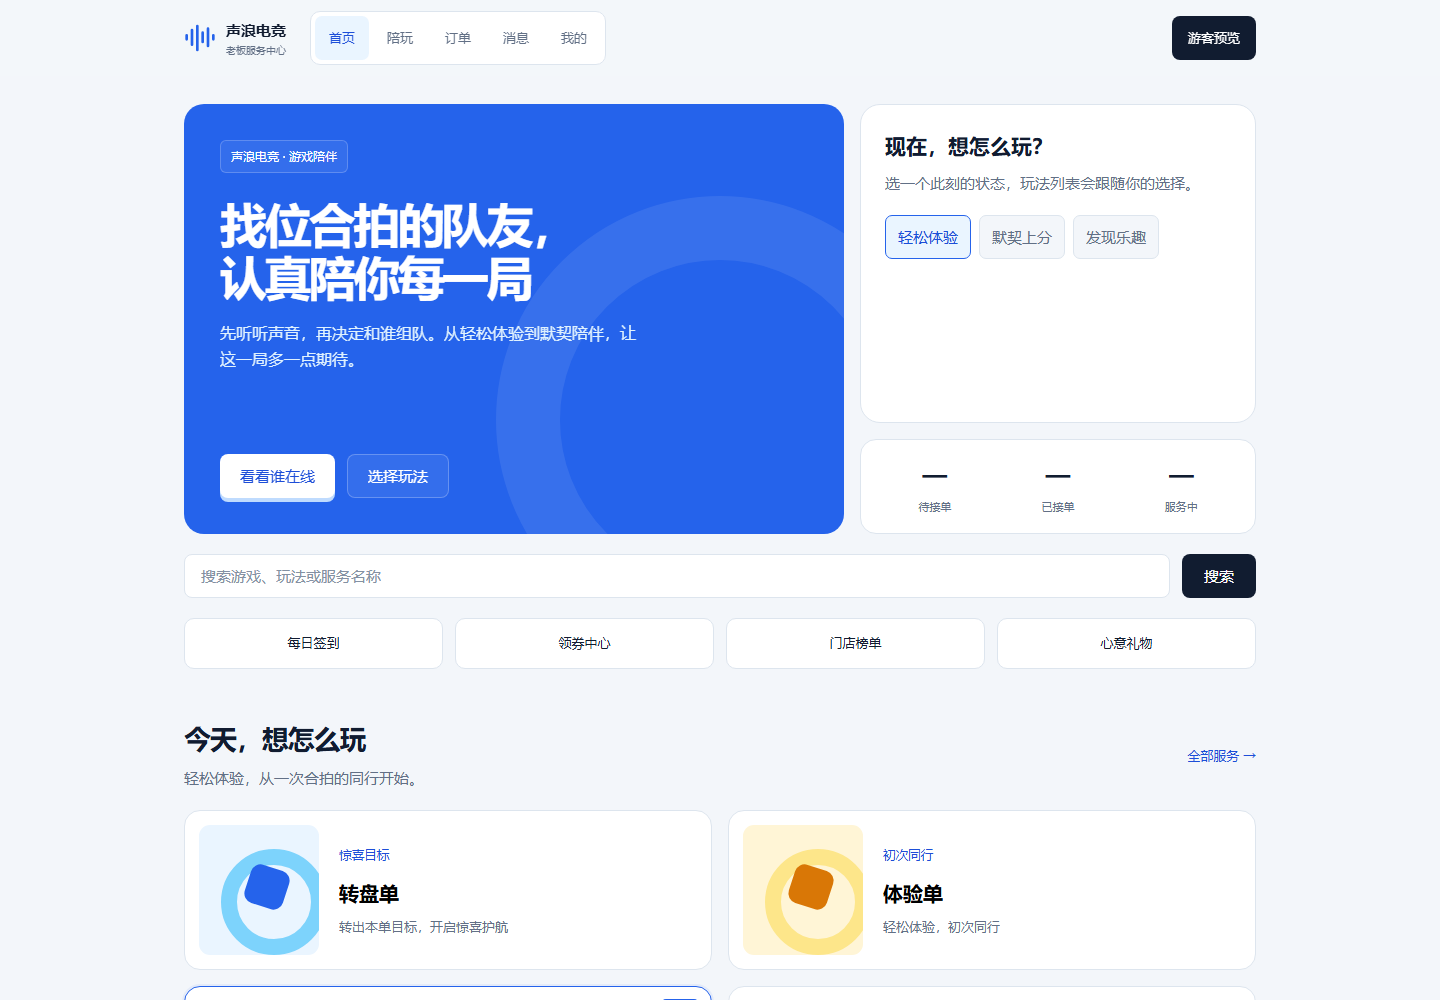 声浪电竞
老板服务中心
首页
陪玩
订单
消息
我的
游客预览
声浪电竞 · 游戏陪伴
找位合拍的队友，
认真陪你每一局
先听听声音，再决定和谁组队。从轻松体验到默契陪伴，让
这一局多一点期待。
看看谁在线
选择玩法
现在，想怎么玩？
选一个此刻的状态，玩法列表会跟随你的选择。
轻松体验
默契上分
发现乐趣
—
—
—
待接单
已接单
服务中
搜索游戏、玩法或服务名称
搜索
每日签到
领券中心
门店榜单
心意礼物
今天，想怎么玩
轻松体验，从一次合拍的同行开始。
全部服务 →
惊喜目标
转盘单
转出本单目标，开启惊喜护航
初次同行
体验单
轻松体验，初次同行